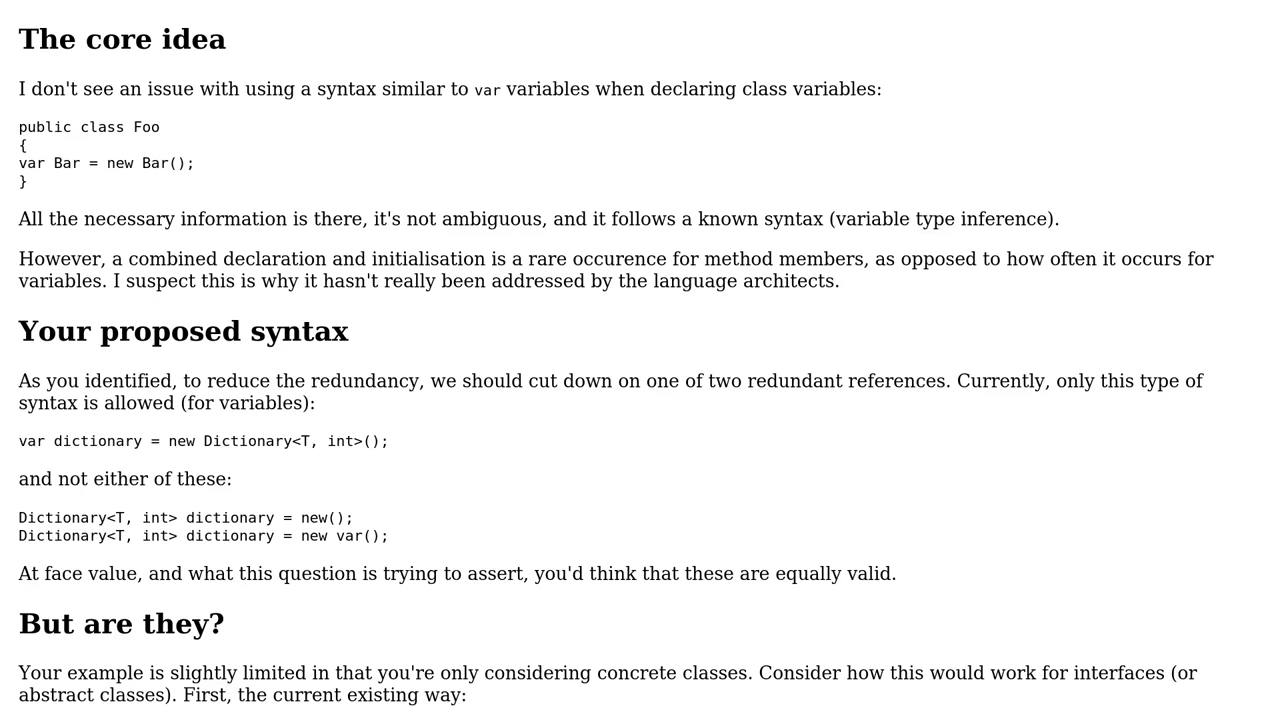 The core idea
I don't see an issue with using a syntax similar to var variables when declaring class variables:
public class Foo
{
var Bar = new Bar();
}
All the necessary information is there, it's not ambiguous, and it follows a known syntax (variable type inference).
However, a combined declaration and initialisation is a rare occurence for method members, as opposed to how often it occurs for
variables. I suspect this is why it hasn't really been addressed by the language architects.
Your proposed syntax
As you identified, to reduce the redundancy, we should cut down on one of two redundant references. Currently, only this type of
syntax is allowed (for variables):
var dictionary = new Dictionary<T, int>();
and not either of these:
Dictionary<T, int> dictionary = new();
Dictionary<T, int> dictionary = new var();
At face value, and what this question is trying to assert, you'd think that these are equally valid.
But are they?
Your example is slightly limited in that you're only considering concrete classes. Consider how this would work for interfaces (or
abstract classes). First, the current existing way: